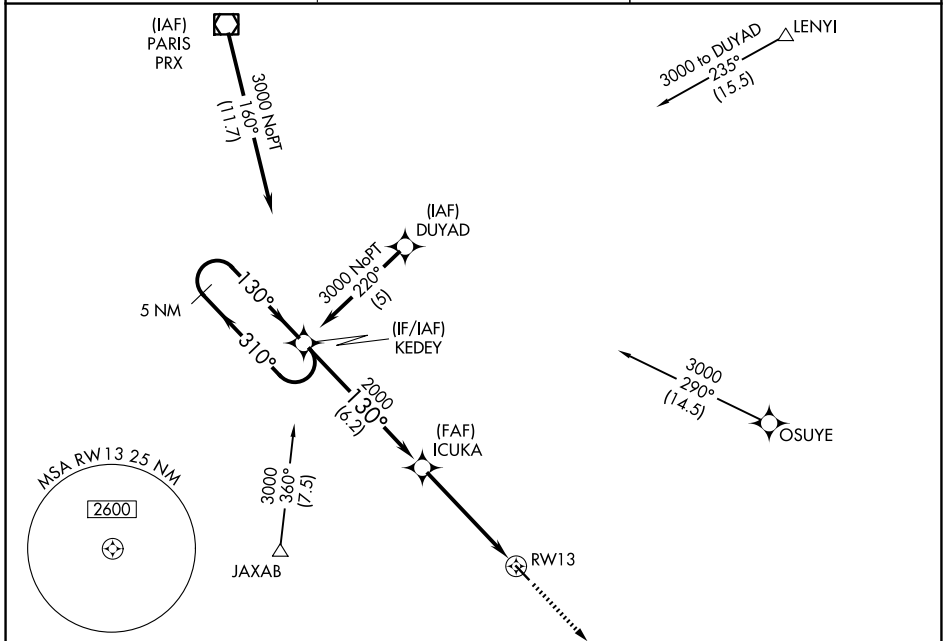 (IAF)
PARIS
PRX
3000 NoPT
160°
(11.7)
LENYI
3000 to DUYAD
235°
(15.5)
(IAF)
DUYAD
3000 NoPT
220°
(5)
5 NM
130°
310°
(IF/IAF)
KEDEY
2000
130°
(6.2)
3000
290°
(14.5)
OSUYE
(FAF)
ICUKA
MSA RW13 25 NM
2600
3000
360°
(7.5)
JAXAB
RW13